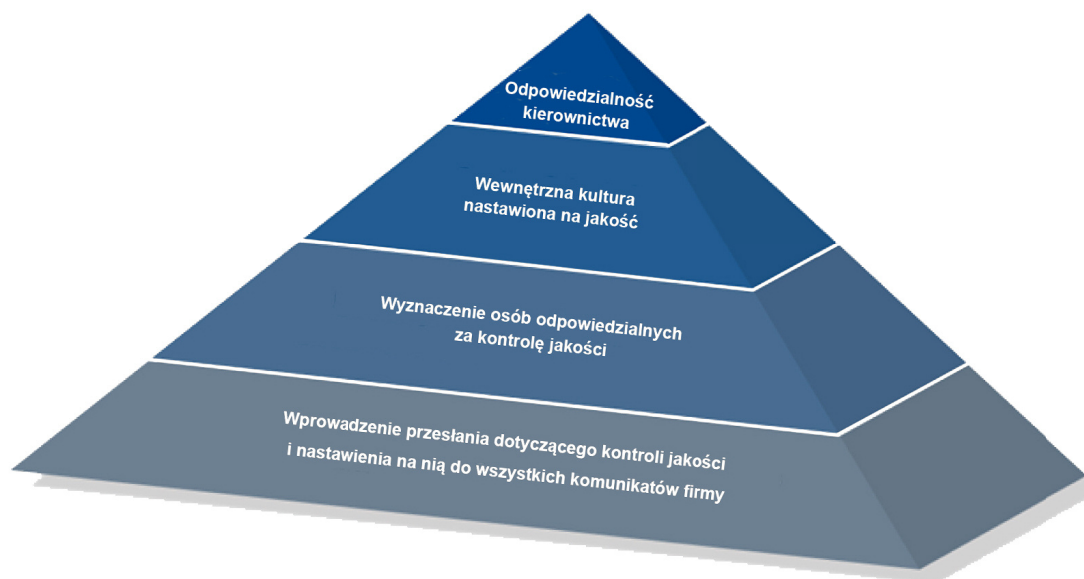 Odpowiedzialność
kierownictwa
Wewnętrzna kultura
nastawiona na jakość
Wyznaczenie osób odpowiedzialnych
za kontrolę jakości
Wprowadzenie przesłania dotyczącego kontroli jakości
i nastawienia na nią do wszystkich komunikatów firmy